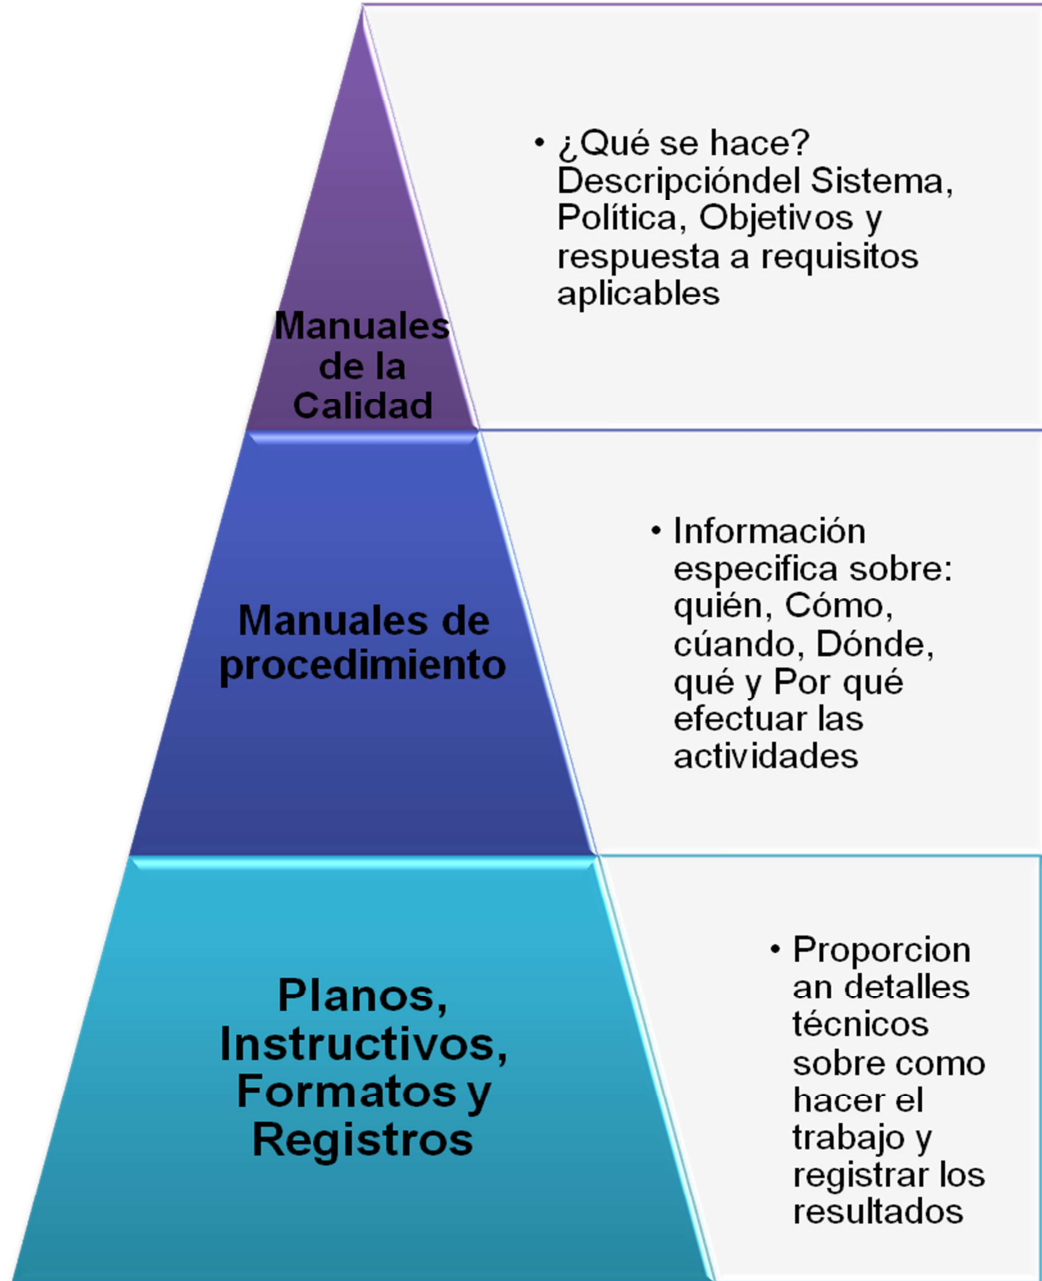 • ¿Qué se hace?
Descripcióndel Sistema,
Política, Objetivos y
respuesta a requisitos
aplicables
Manuales
de la
Calidad
• Información
especifica sobre:
quién, Cómo,
cúando, Dónde,
qué y Por qué
efectuar las
actividades
Manuales de
procedimiento
• Proporcion
an detalles
técnicos
sobre como
hacer el
trabajo y
registrar los
resultados
Planos,
Instructivos,
Formatos y
Registros